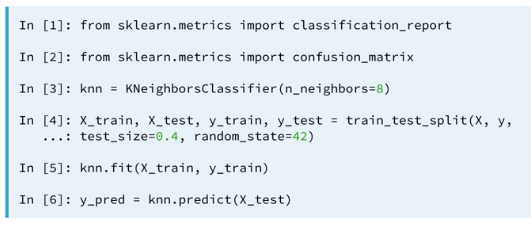 In [1]: from sklearn.metrics import classification_report
In [2]: from sklearn.metrics import confusion_matrix
In [3]: knn = KNeighborsClassifier(n_neighbors=8)
In [4]: X_train, X_test, y_train, y_test = train_test_split(X, y,
...: test_size=0.4, random_state=42)
In [5]: knn.fit(X_train, y_train)
In [6]: y_pred = knn.predict(X_test)